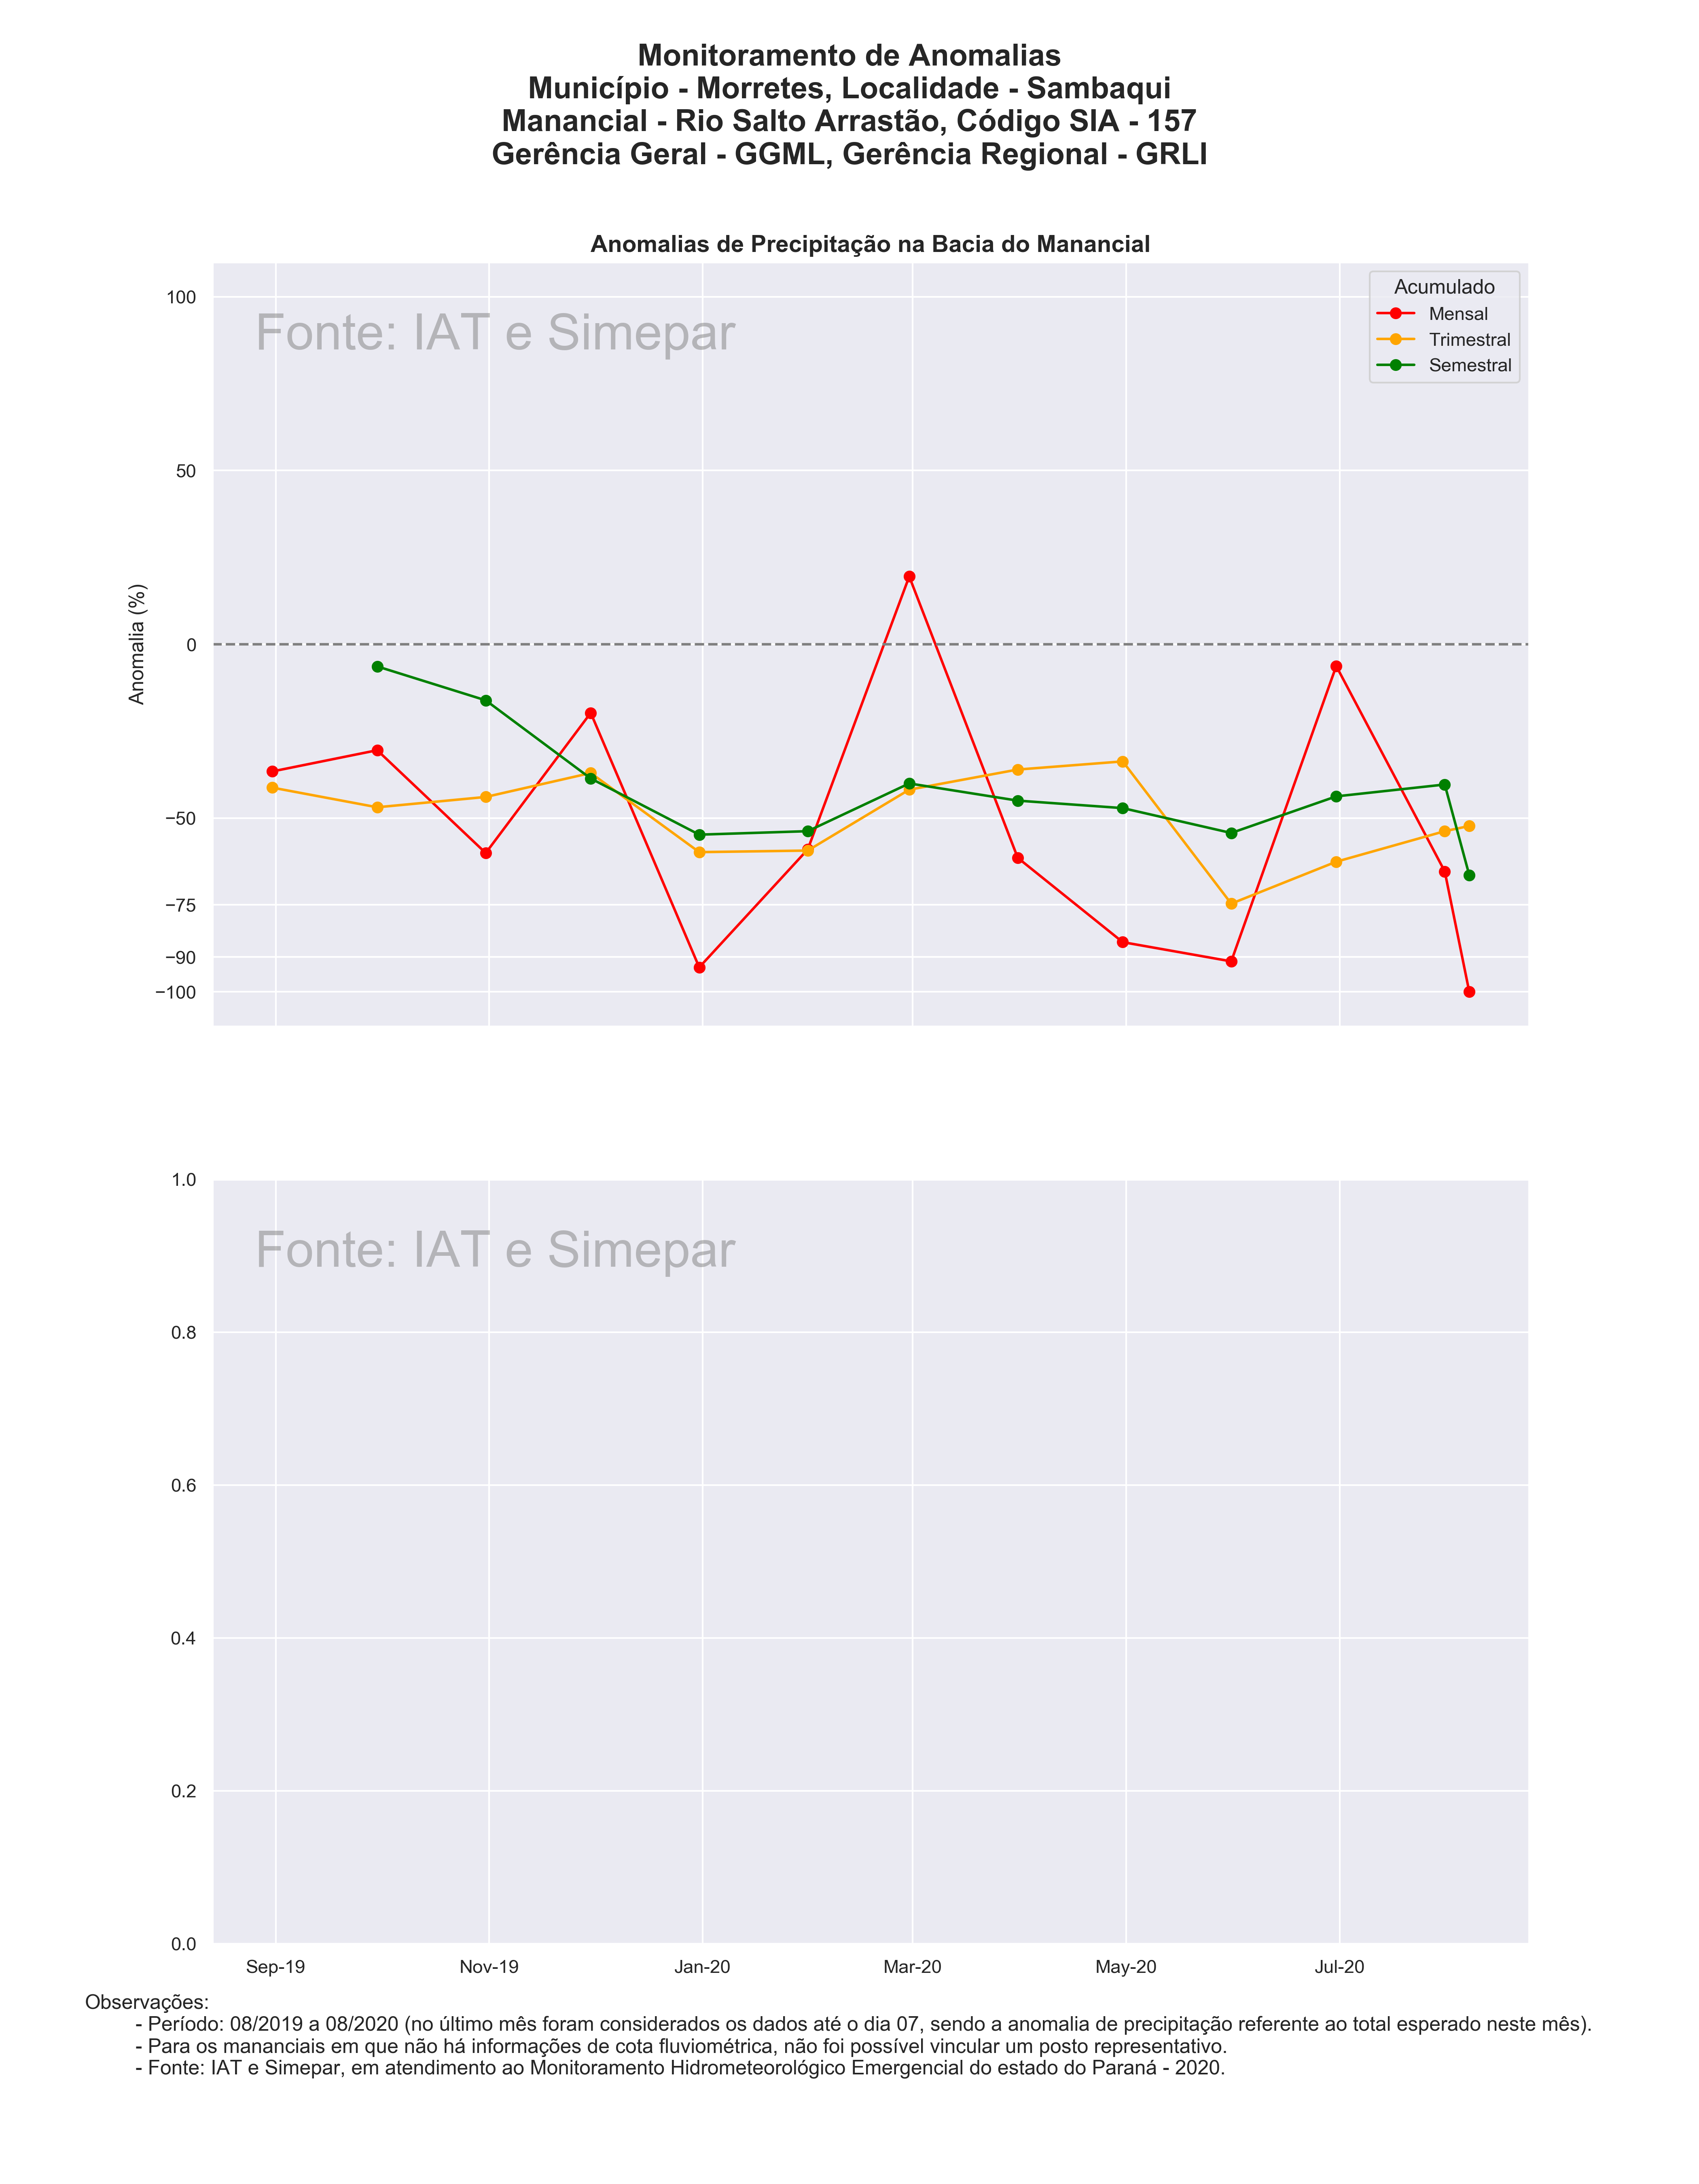 Monitoramento de Anomalias
Município - Morretes, Localidade - Sambaqui
Manancial - Rio Salto Arrastão, Código SIA - 157
Gerência Geral - GGML, Gerência Regional - GRLI
Anomalias de Precipitação na Bacia do Manancial
Fonte: IAT e Simepar
Acumulado
Mensal
Trimestral
Semestral
Anomalia (%)
100
50
0
−50
−75
−90
−100
Fonte: IAT e Simepar
1.0
0.8
0.6
0.4
0.2
0.0
Sep-19 Nov-19 Jan-20 Mar-20 May-20 Jul-20
Observações:
- Período: 08/2019 a 08/2020 (no último mês foram considerados os dados até o dia 07, sendo a anomalia de precipitação referente ao total esperado neste mês).
- Para os mananciais em que não há informações de cota fluviométrica, não foi possível vincular um posto representativo.
- Fonte: IAT e Simepar, em atendimento ao Monitoramento Hidrometeorológico Emergencial do estado do Paraná - 2020.